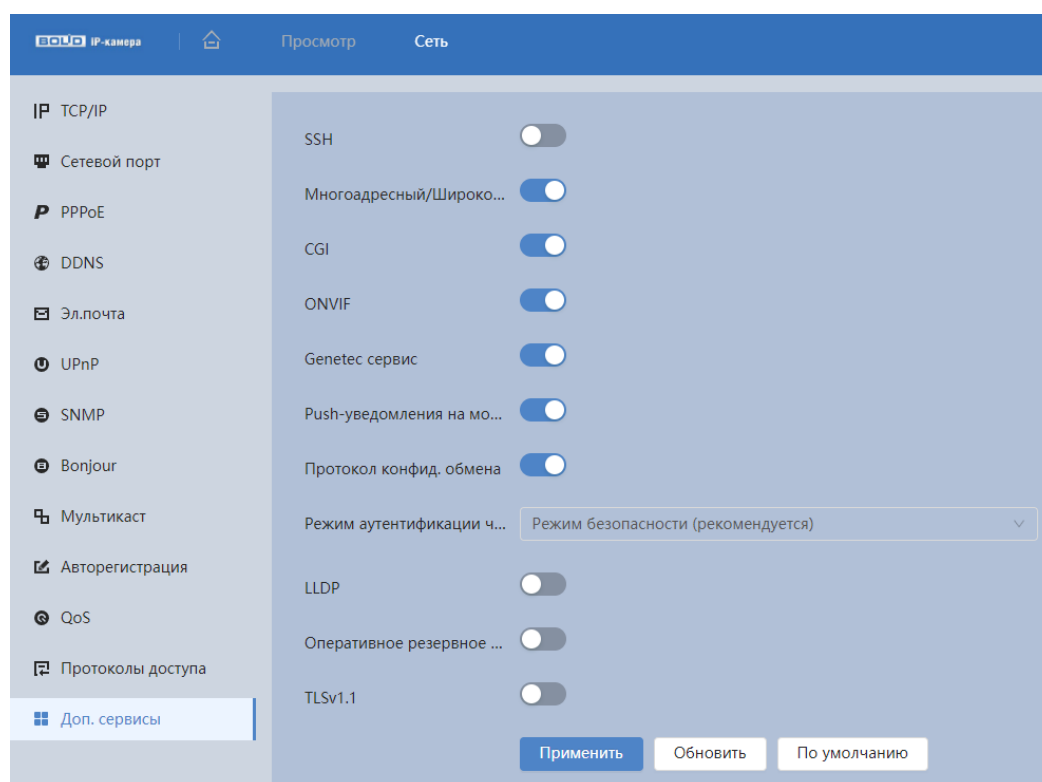 BOLID IP-камера
Просмотр
Сеть
TCP/IP
Сетевой порт
PPPoE
DDNS
Эл.почта
UPnP
SNMP
Bonjour
Мультикаст
Авторегистрация
QoS
Протоколы доступа
Доп. сервисы
SSH
Многоадресный/Широко...
CGI
ONVIF
Genetec сервис
Push-уведомления на мо...
Протокол конфид. обмена
Режим аутентификации ч... Режим безопасности (рекомендуется)
LLDP
Оперативное резервное ...
TLSv1.1
Применить Обновить По умолчанию